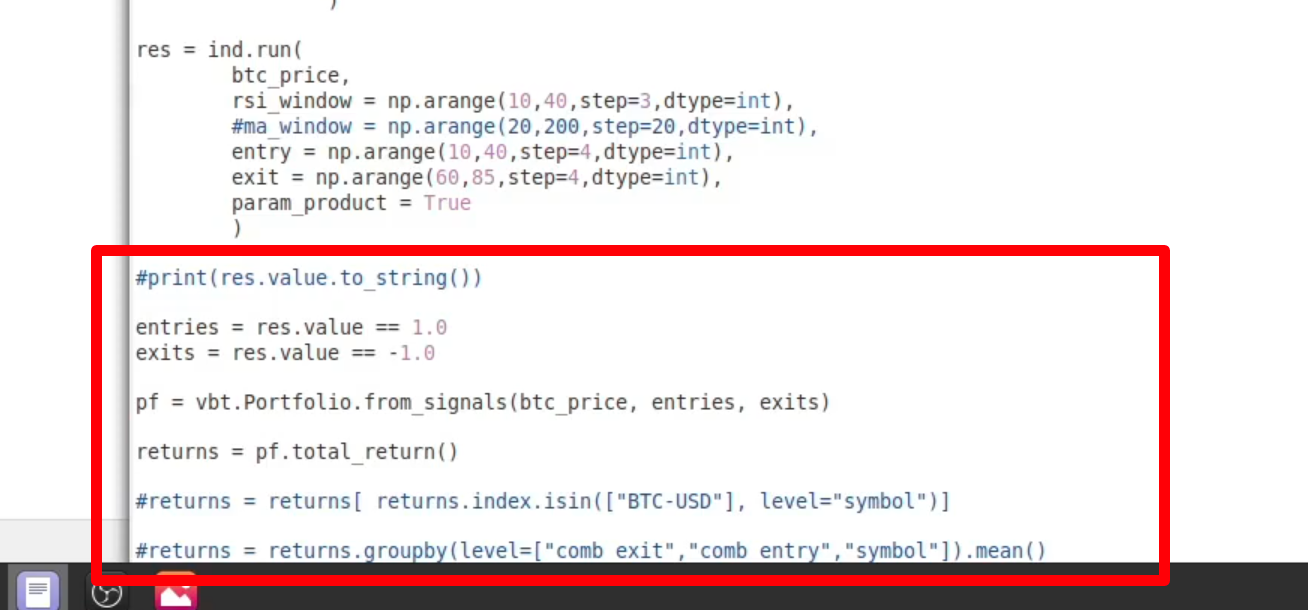 )
res = ind.run(
btc_price,
rsi_window = np.arange(10,40,step=3,dtype=int),
#ma_window = np.arange(20,200,step=20,dtype=int),
entry = np.arange(10,40,step=4,dtype=int),
exit = np.arange(60,85,step=4,dtype=int),
param_product = True
)
#print(res.value.to_string())
entries = res.value == 1.0
exits = res.value == -1.0
pf = vbt.Portfolio.from_signals(btc_price, entries, exits)
returns = pf.total_return()
#returns = returns[ returns.index.isin(["BTC-USD"], level="symbol")]
#returns = returns.groupby(level=["comb_exit","comb_entry","symbol"]).mean()